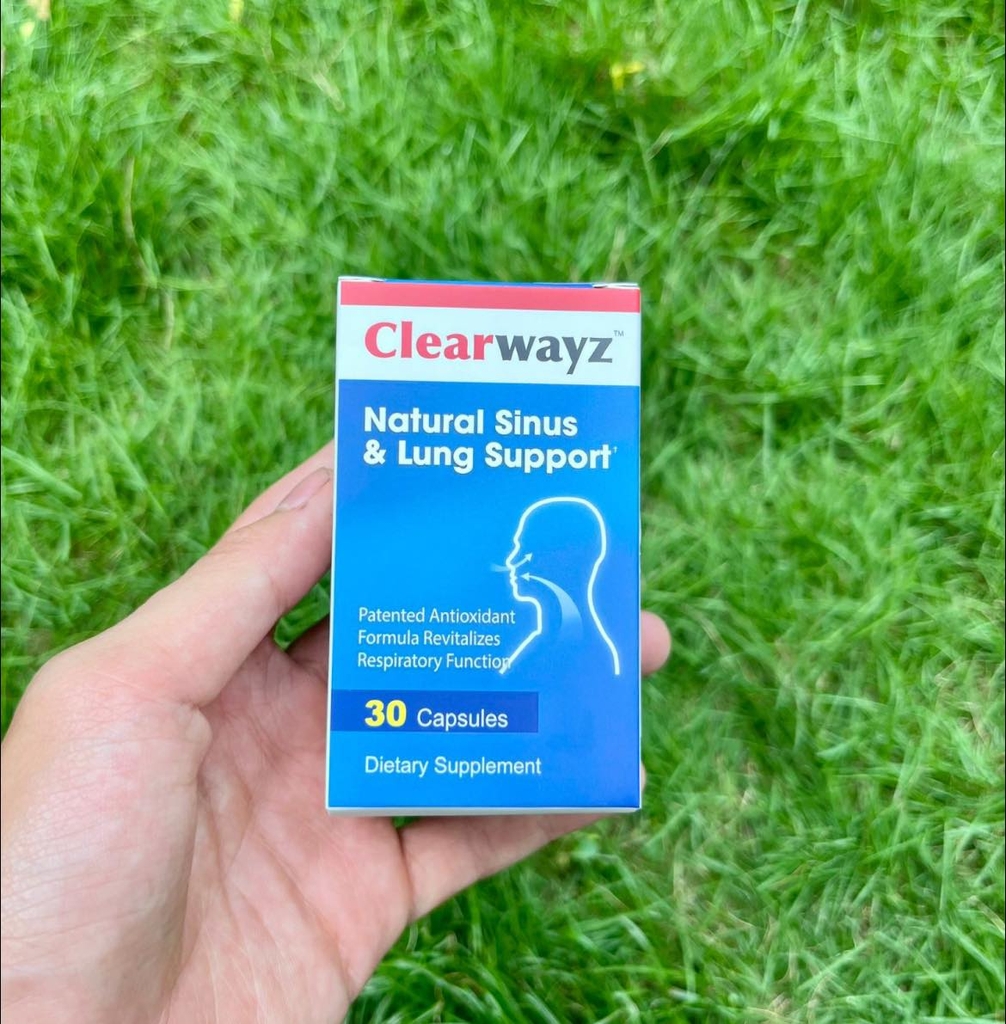 Clearwayz™
Natural Sinus
& Lung Support†
Patented Antioxidant
Formula Revitalizes
Respiratory Function
30 Capsules
Dietary Supplement